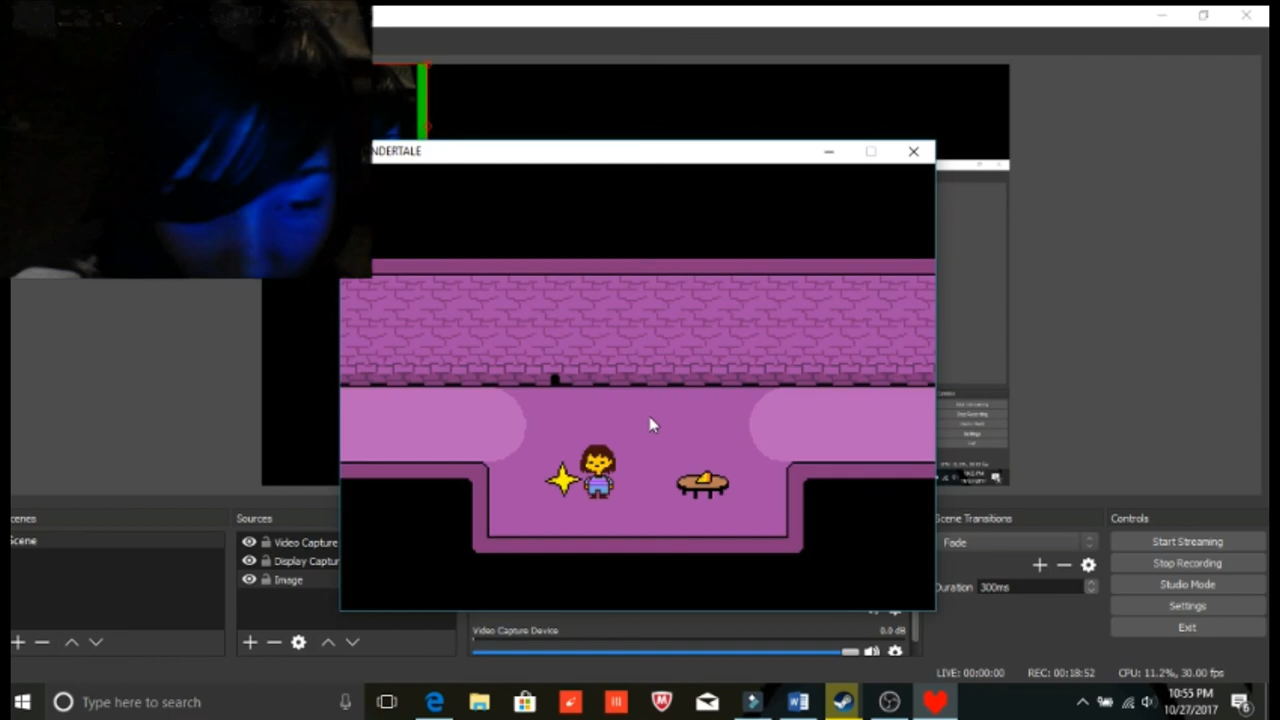 NDERTALE
cenes
Scene
Sources
Video Capture
Display Captur
Image
Video Capture Device
0.0 dB
Scene Transitions
Fade
Duration
300ms
Controls
Start Streaming
Stop Recording
Studio Mode
Settings
Exit
LIVE: 00:00:00
REC: 00:18:52
CPU: 11.2%, 30.00 fps
Type here to search
10:55 PM
10/27/2017
6